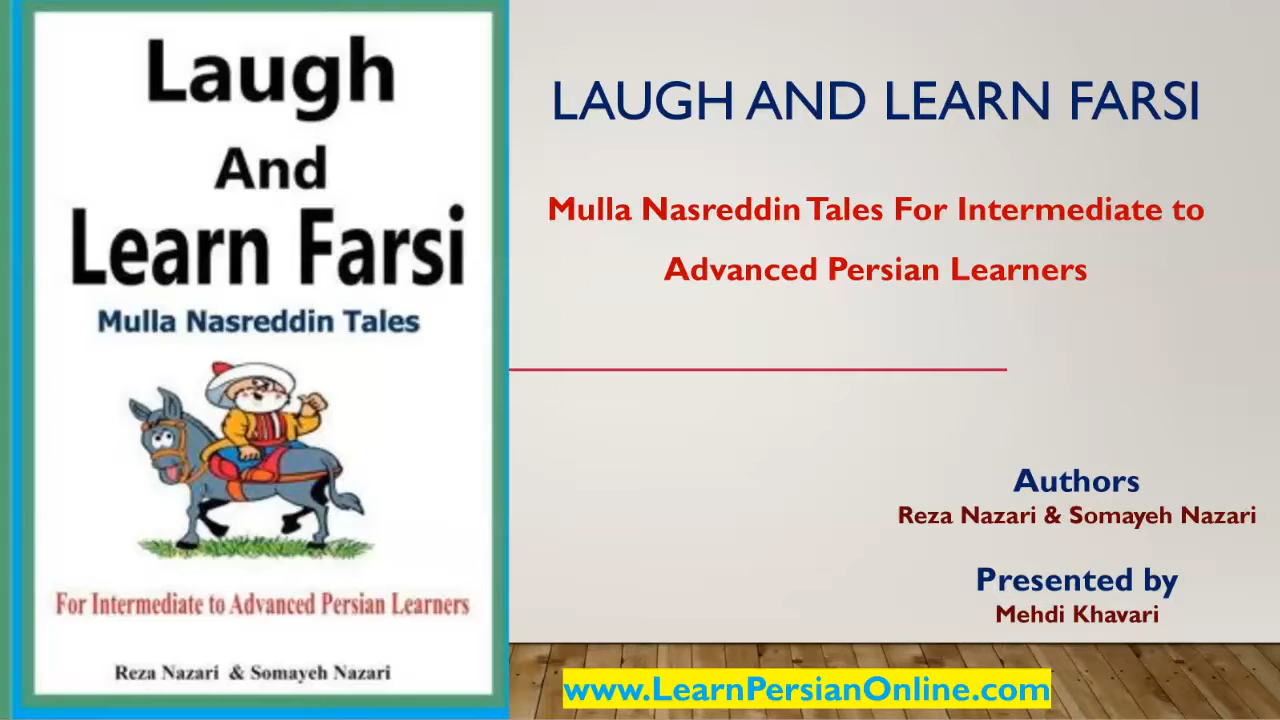 Laugh
And
Learn Farsi
Mulla Nasreddin Tales
For Intermediate to Advanced Persian Learners
Reza Nazari & Somayeh Nazari
LAUGH AND LEARN FARSI
Mulla Nasreddin Tales For Intermediate to
Advanced Persian Learners
Authors
Reza Nazari & Somayeh Nazari
Presented by
Mehdi Khavari
www.LearnPersianOnline.com